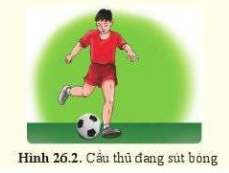 Hình 26.2. Cầu thủ đang sút bóng